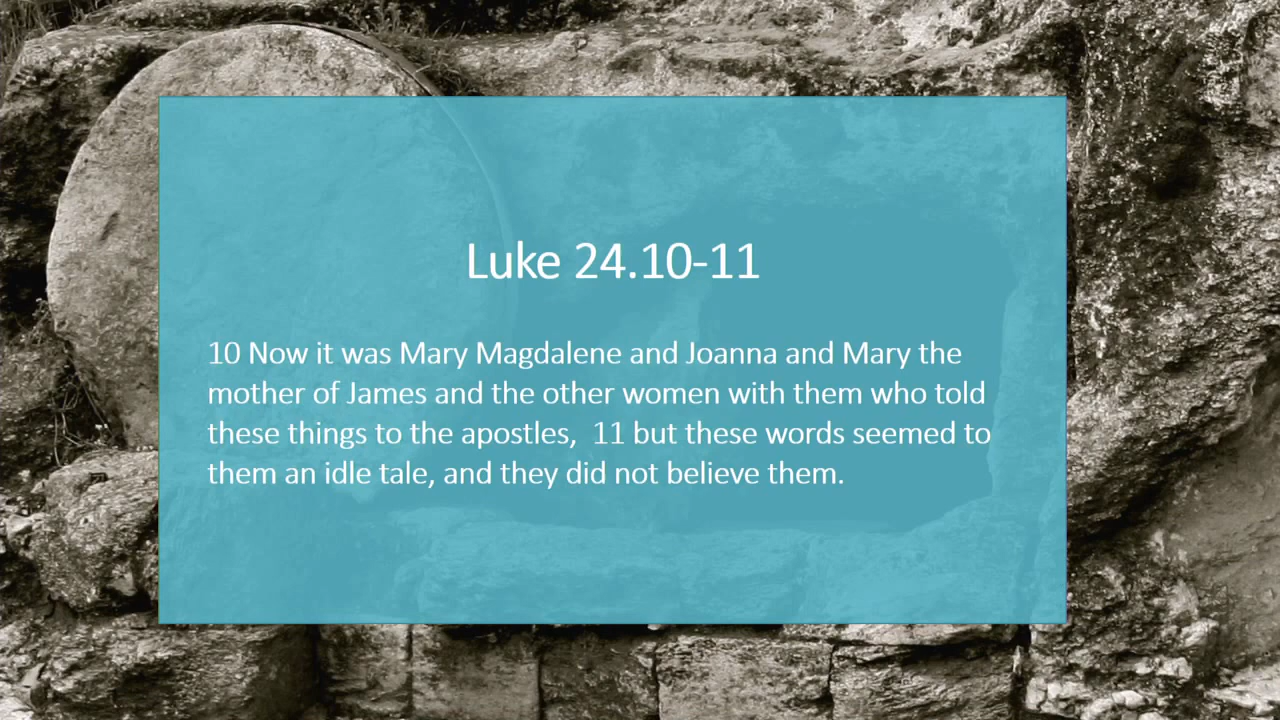 Luke 24.10-11
10 Now it was Mary Magdalene and Joanna and Mary the
mother of James and the other women with them who told
these things to the apostles,  11 but these words seemed to
them an idle tale, and they did not believe them.